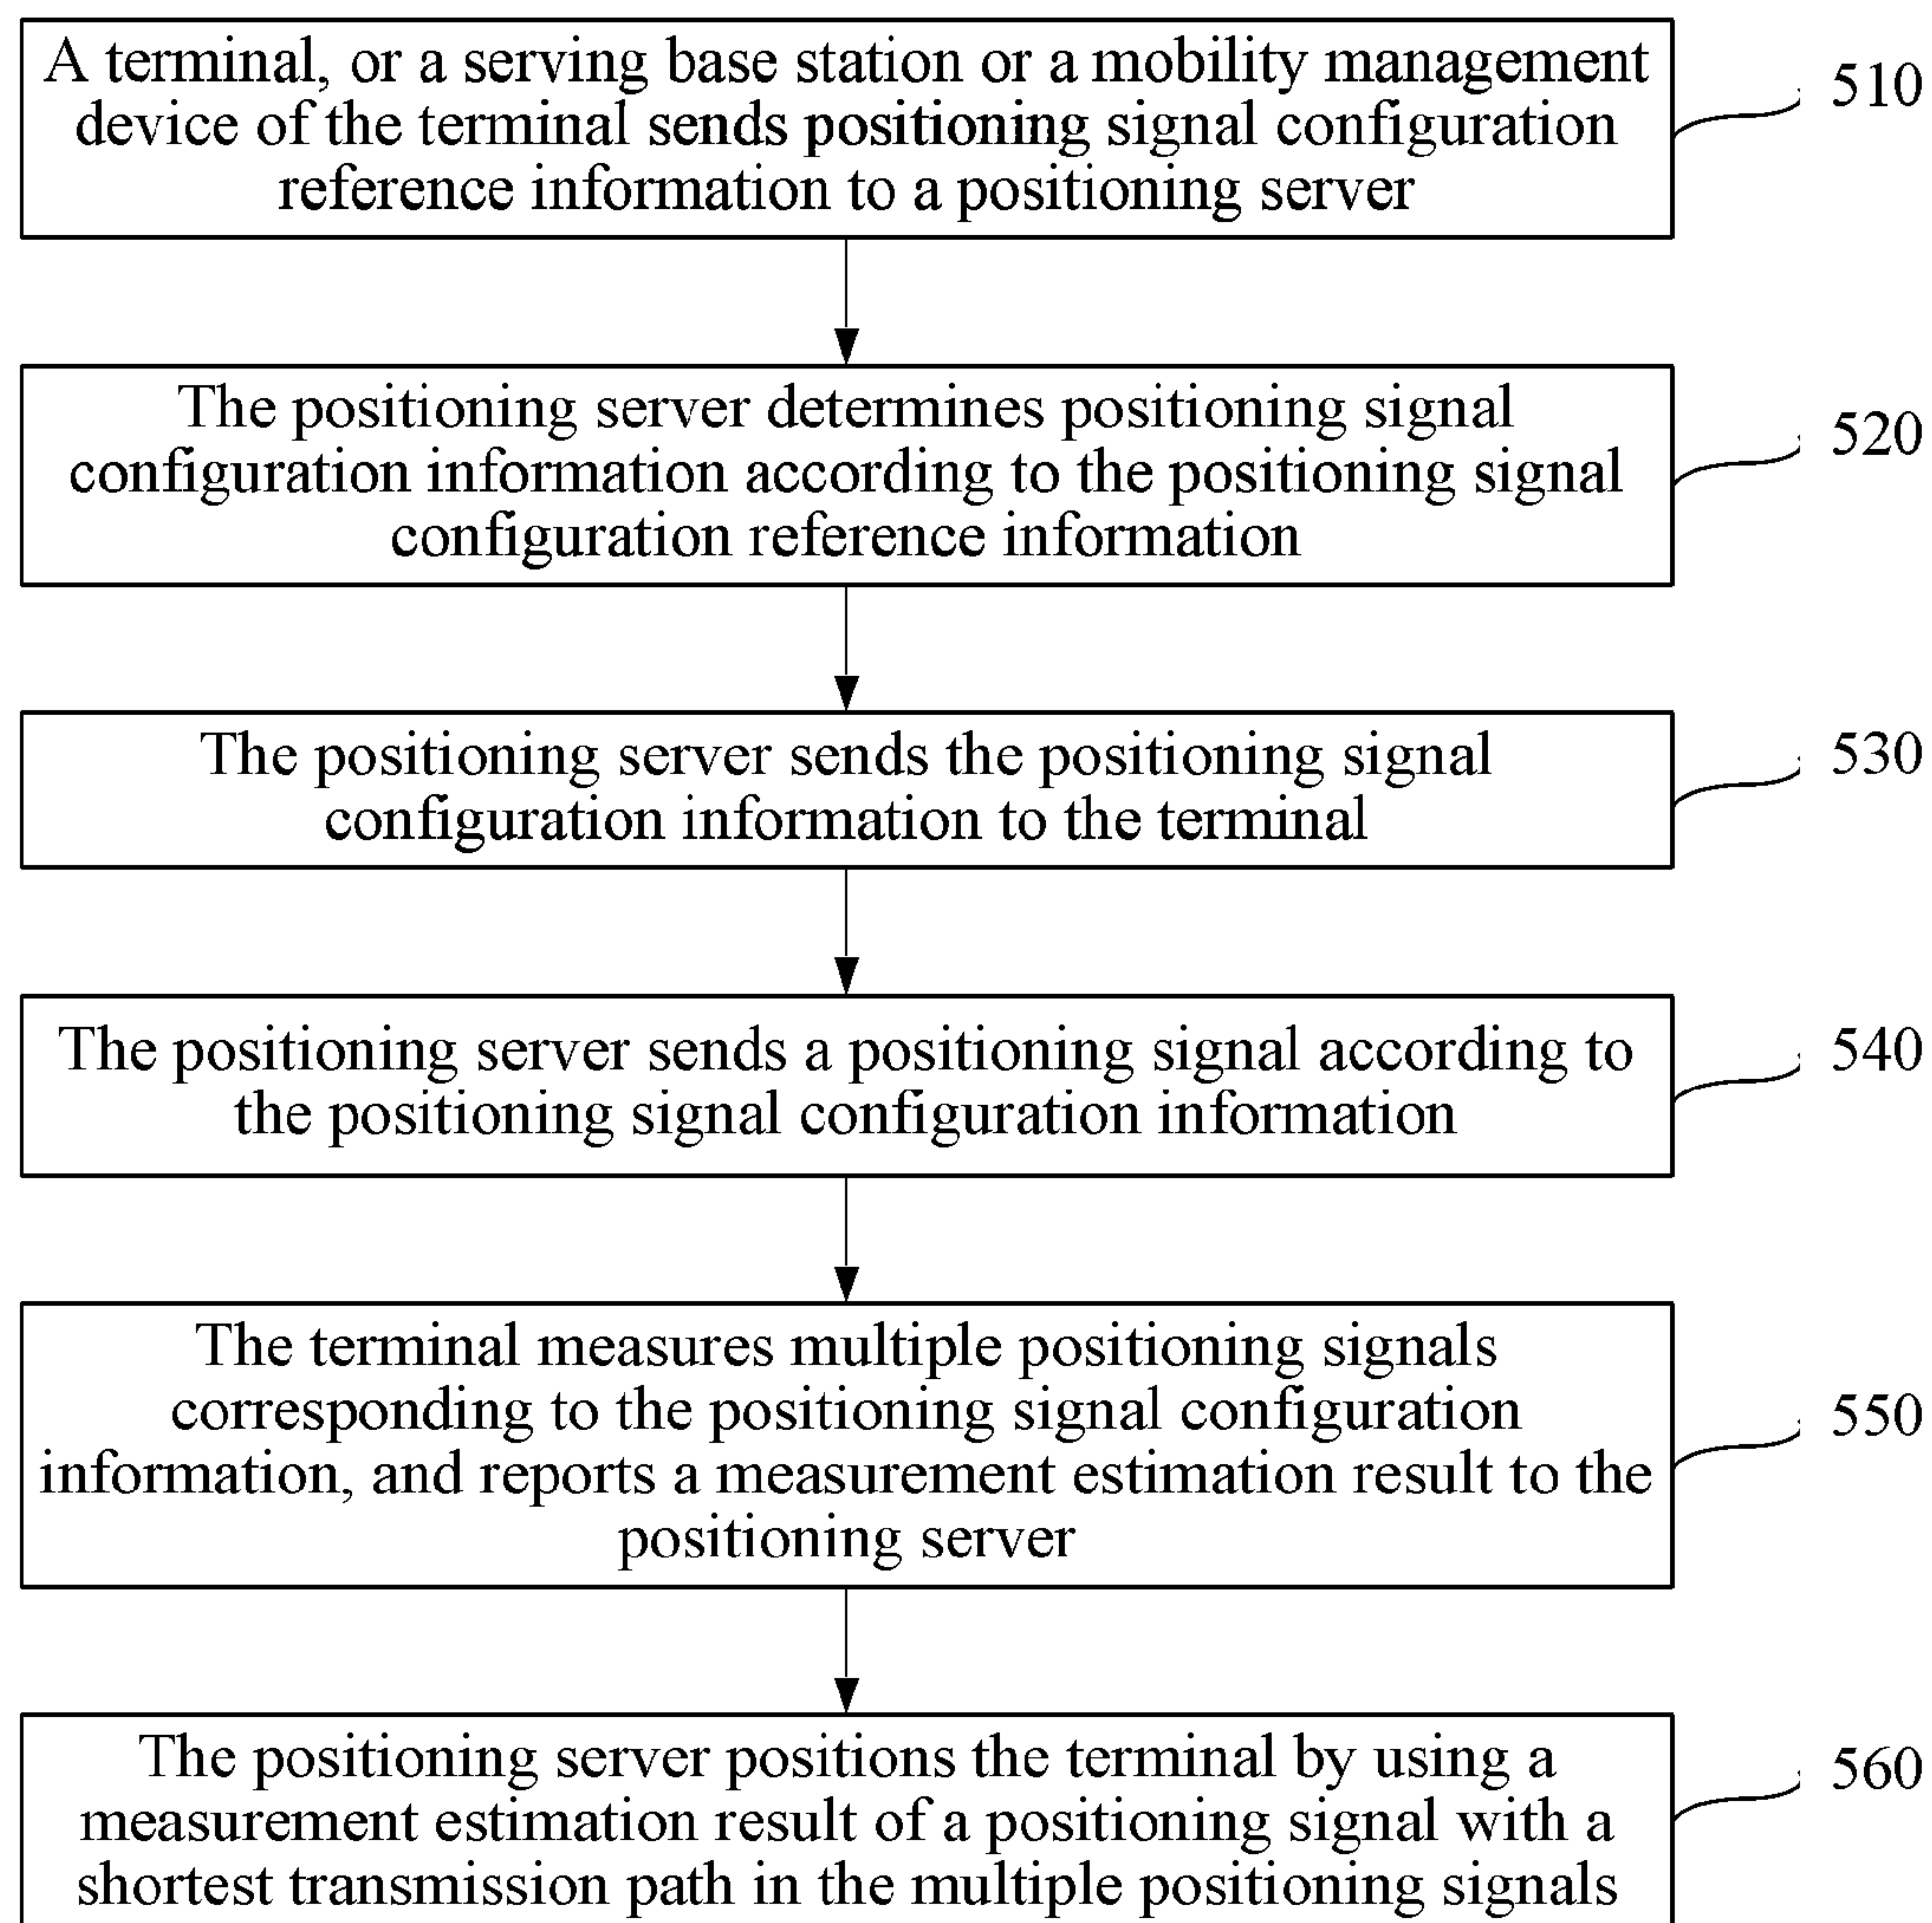 A terminal, or a serving base station or a mobility management
device of the terminal sends positioning signal configuration
reference information to a positioning server
510
The positioning server determines positioning signal
configuration information according to the positioning signal
configuration reference information
520
The positioning server sends the positioning signal
configuration information to the terminal
530
The positioning server sends a positioning signal according to
the positioning signal configuration information
540
The terminal measures multiple positioning signals
corresponding to the positioning signal configuration
information, and reports a measurement estimation result to the
positioning server
550
The positioning server positions the terminal by using a
measurement estimation result of a positioning signal with a
shortest transmission path in the multiple positioning signals
560